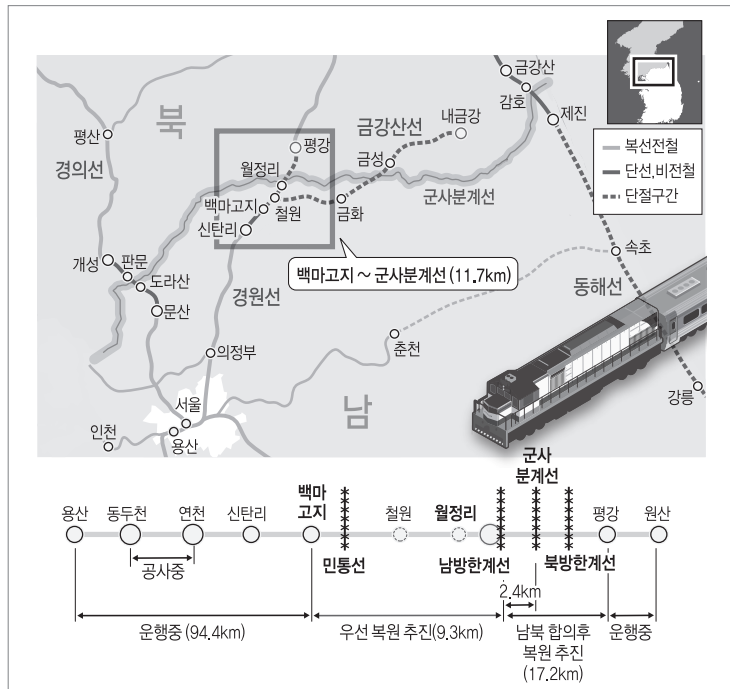 북
남
금강산
감호
제진
내금강
금강산선
금성
평산
경의선
평강
월정리
백마고지
철원
신탄리
금화
군사분계선
개성
판문
도라산
문산
경원선
백마고지 ~ 군사분계선 (11.7km)
속초
동해선
의정부
춘천
서울
인천
용산
강릉
복선전철
단선.비전철
단절구간
용산
동두천
연천
신탄리
백마
고지
철원
월정리
군사
분계선
평강
원산
공사중
민통선
남방한계선
북방한계선
2.4km
운행중 (94.4km)
우선 복원 추진(9.3km)
남북 합의후
복원 추진
(17.2km)
운행중